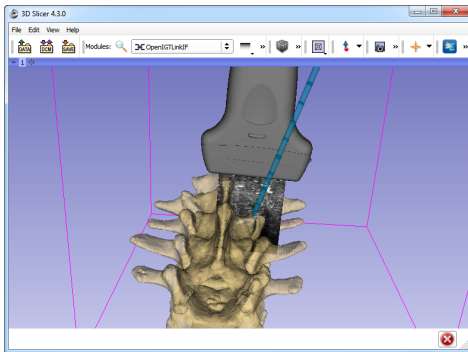 3D Slicer 4.3.0
File Edit View Help
DATA DCM SAVE Modules: OpenIGTLinkIF
1